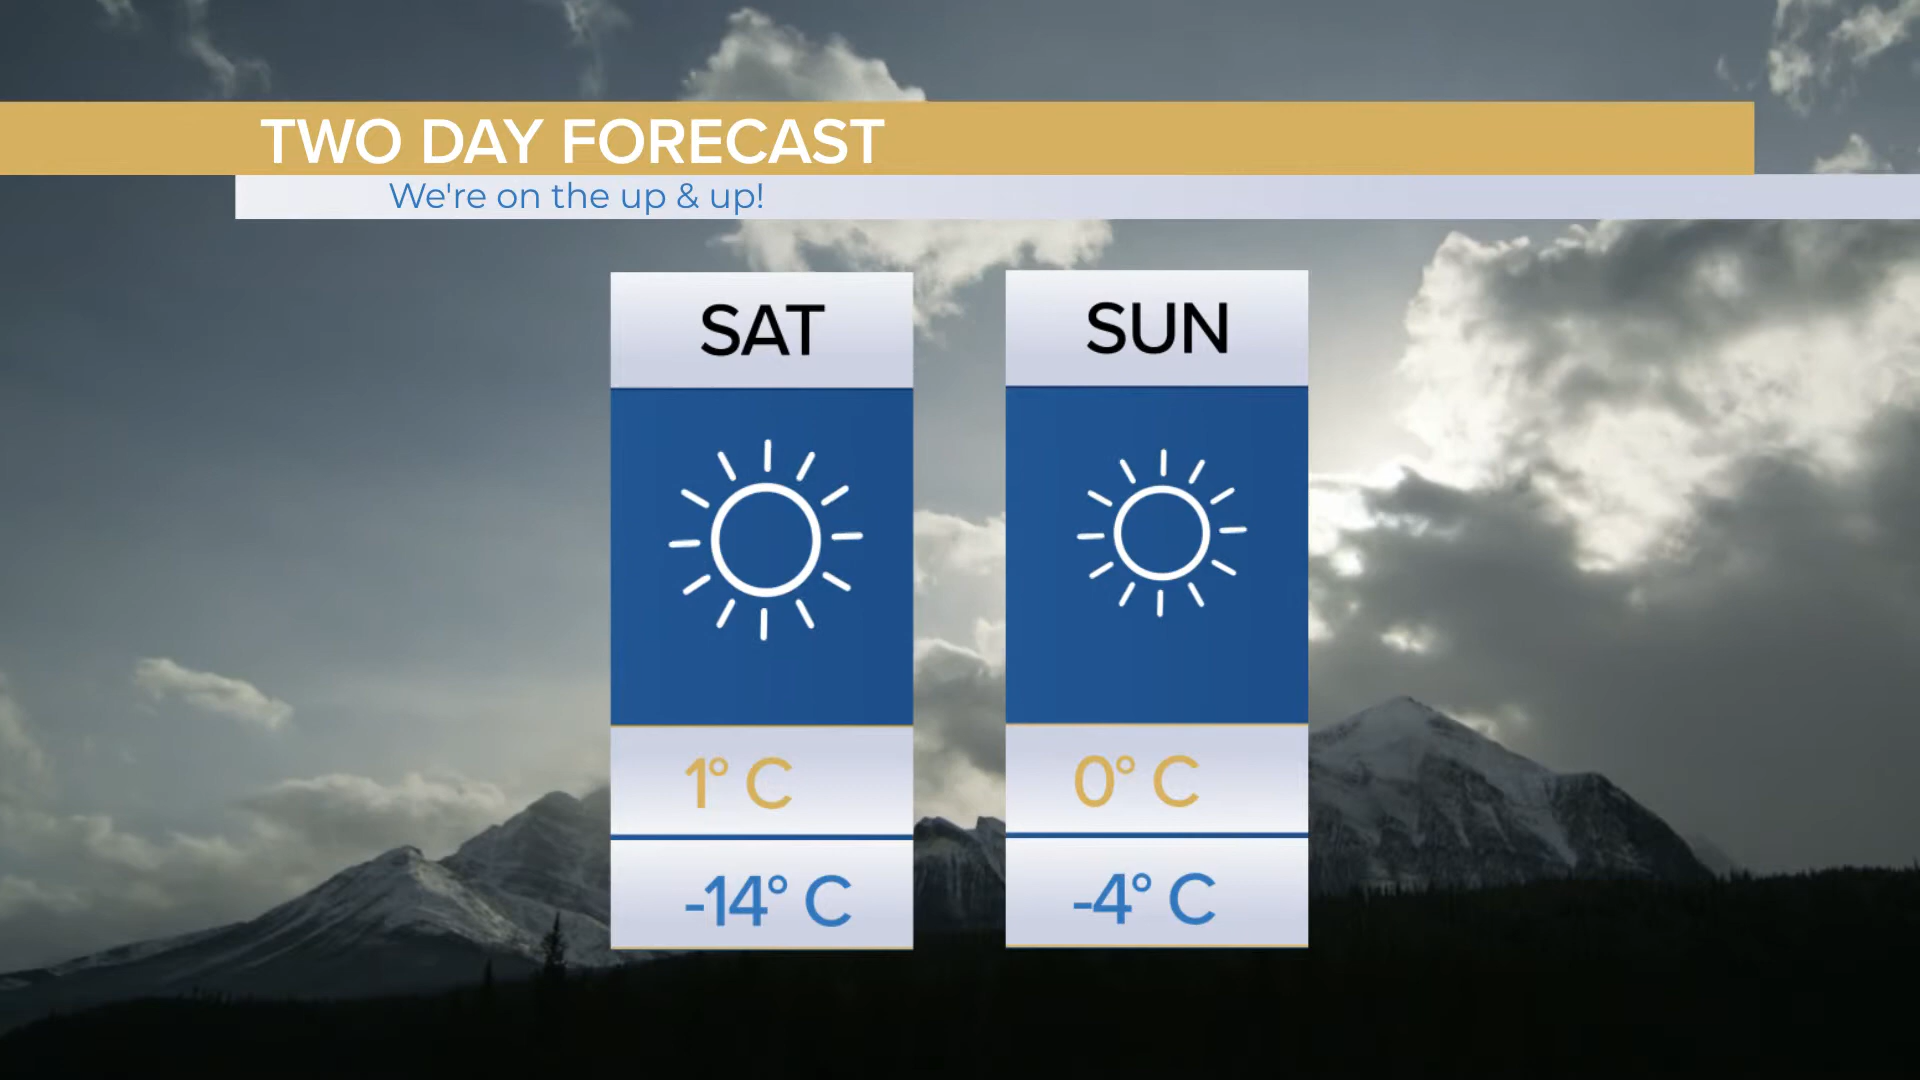 TWO DAY FORECAST
We're on the up & up!
SAT
1° C
-14° C
SUN
0° C
-4° C